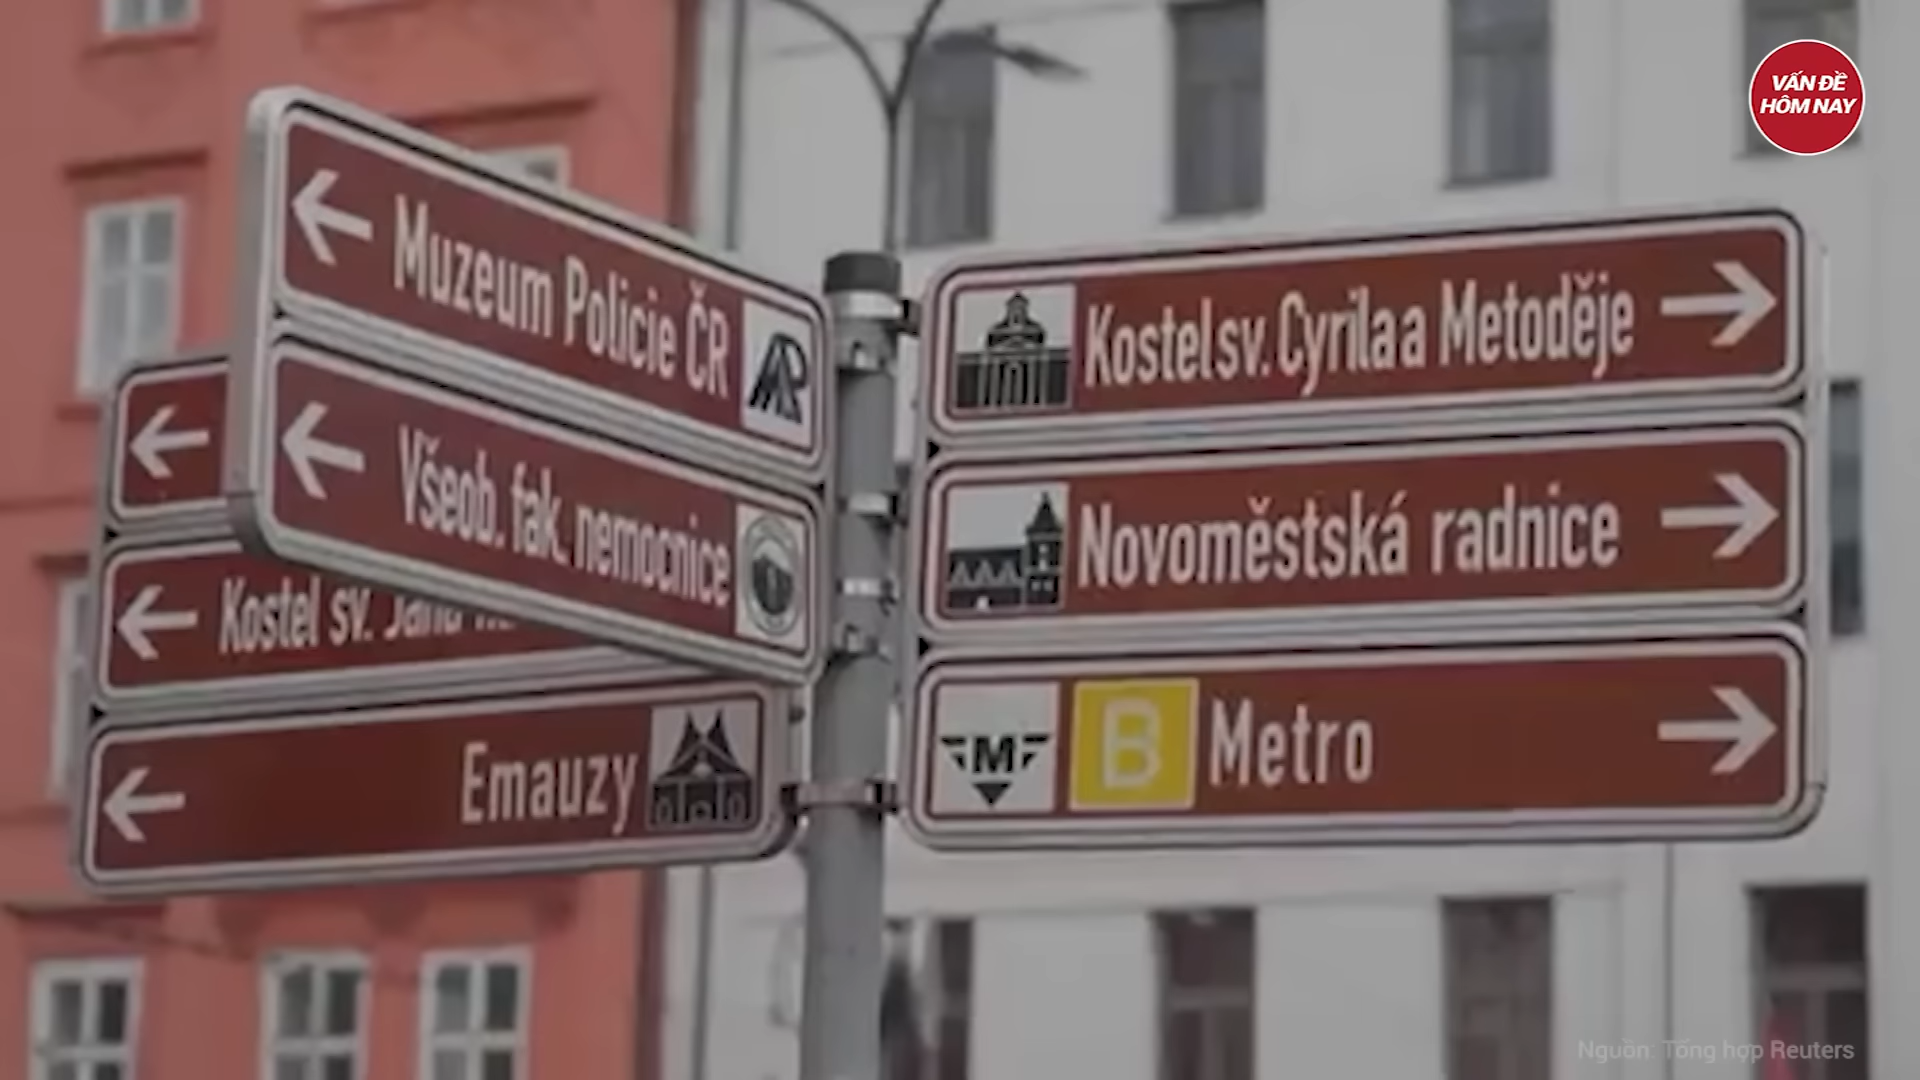 VẤN ĐỀ
HÔM NAY
Muzeum Policie ČR
Všeob. fak. nemocnice
Kostel sv. Jana
Emauzy
Kostel sv. Cyrila a Metoděje
Novoměstská radnice
M
B Metro
Nguồn: Tổng hợp Reuters